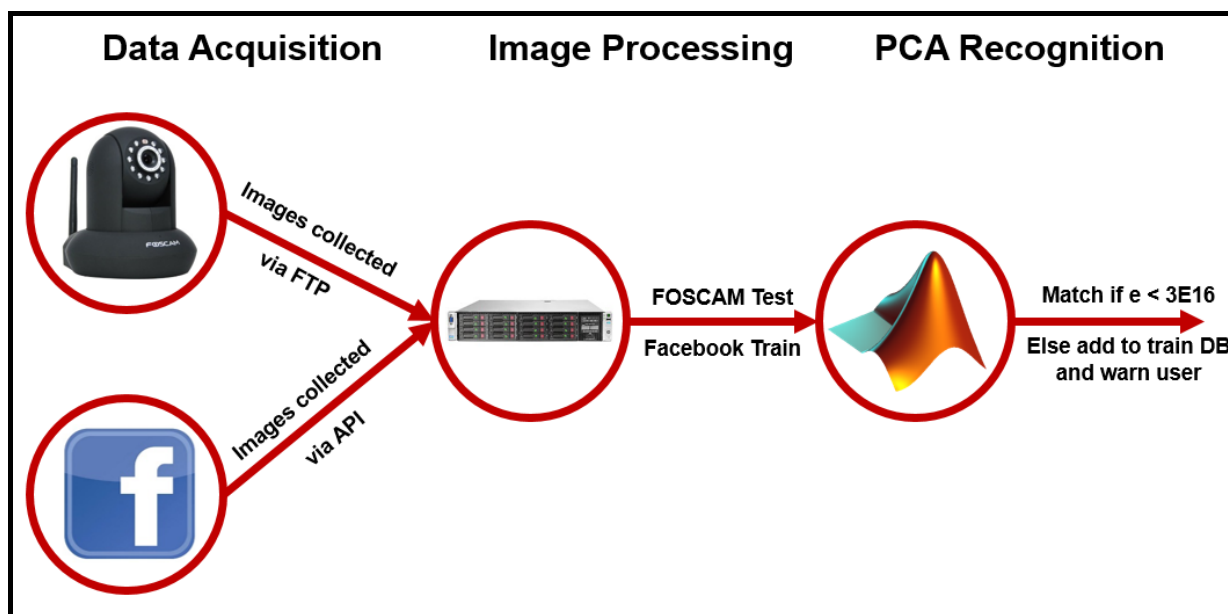 Data Acquisition
Image Processing
PCA Recognition
FOSCAM
Images collected
via FTP
Images collected
via API
f
FOSCAM Test
Facebook Train
Match if e < 3E16
Else add to train DB
and warn user